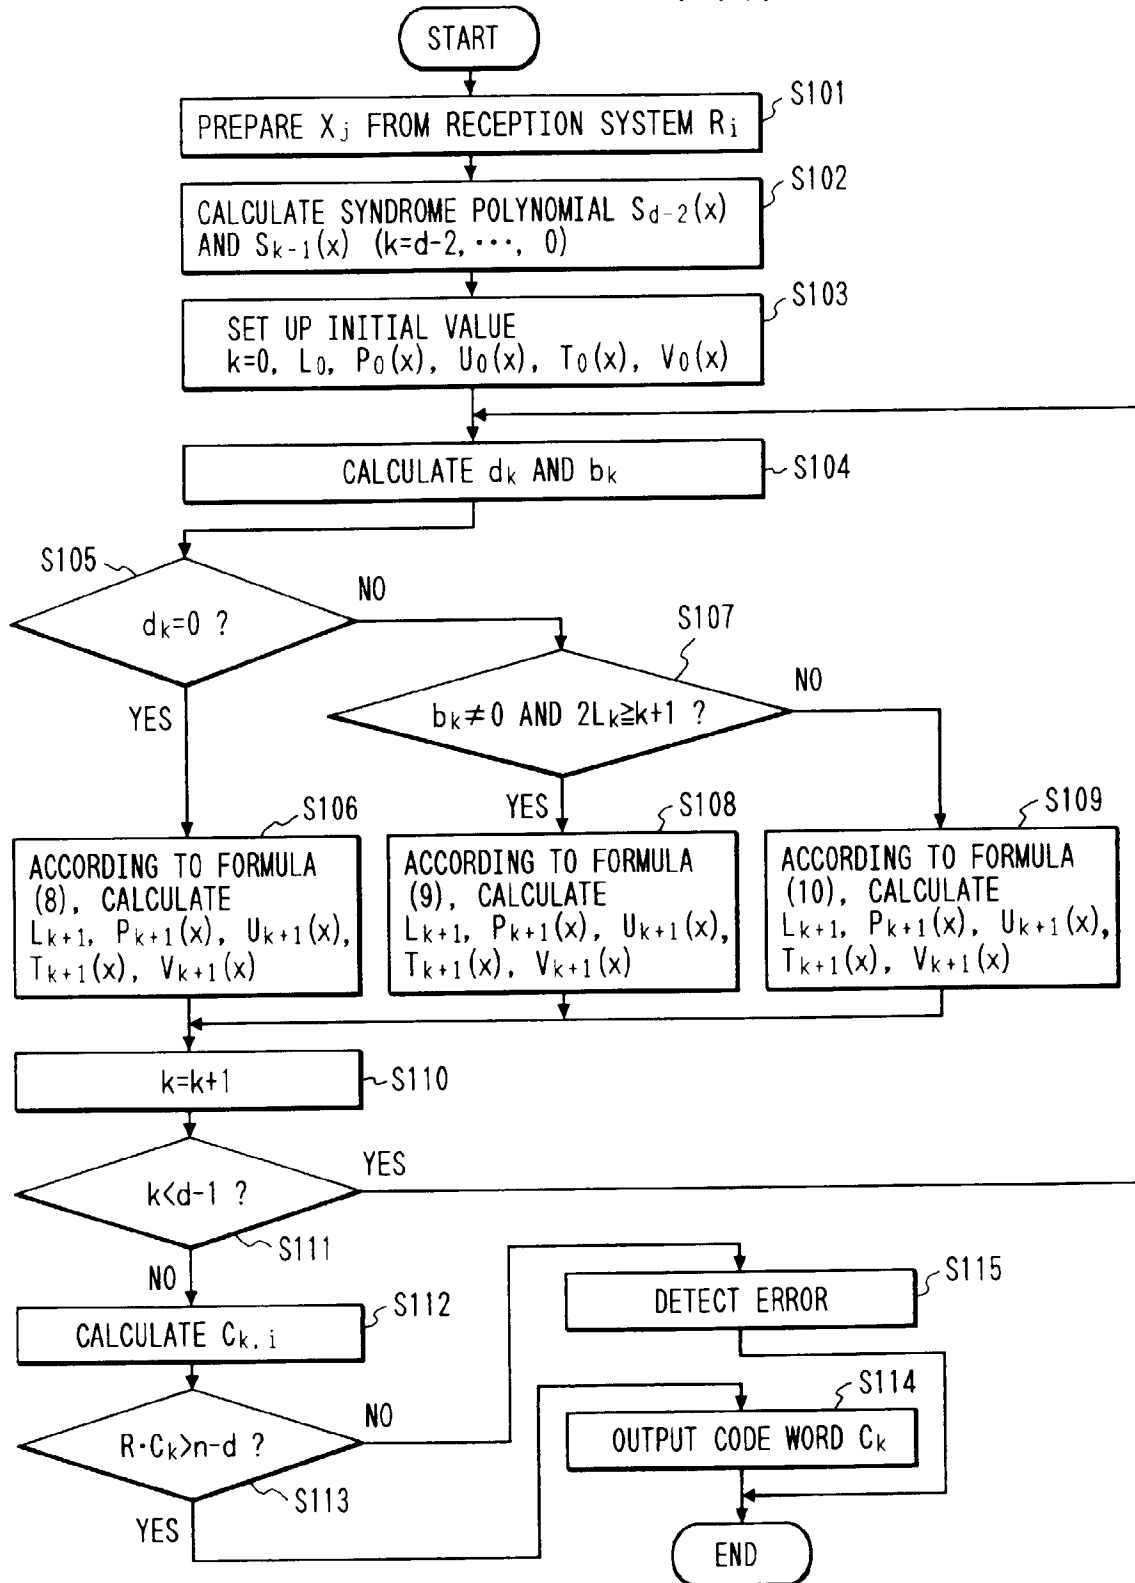 START
S101
PREPARE Xj FROM RECEPTION SYSTEM Ri
S102
CALCULATE SYNDROME POLYNOMIAL Sd-2(x)
AND Sk-1(x) (k=d-2, ···, 0)
S103
SET UP INITIAL VALUE
k=0, L0, P0(x), U0(x), T0(x), V0(x)
CALCULATE dk AND bk
S104
S105
dk=0 ?
NO
YES
S107
bk≠0 AND 2Lk≧k+1 ?
NO
YES
S106
ACCORDING TO FORMULA
(8), CALCULATE
Lk+1, Pk+1(x), Uk+1(x),
Tk+1(x), Vk+1(x)
S108
ACCORDING TO FORMULA
(9), CALCULATE
Lk+1, Pk+1(x), Uk+1(x),
Tk+1(x), Vk+1(x)
S109
ACCORDING TO FORMULA
(10), CALCULATE
Lk+1, Pk+1(x), Uk+1(x),
Tk+1(x), Vk+1(x)
k=k+1
S110
k<d-1 ?
YES
S111
NO
CALCULATE Ck,i
S112
R·Ck>n-d ?
NO
S113
YES
S115
DETECT ERROR
S114
OUTPUT CODE WORD Ck
END